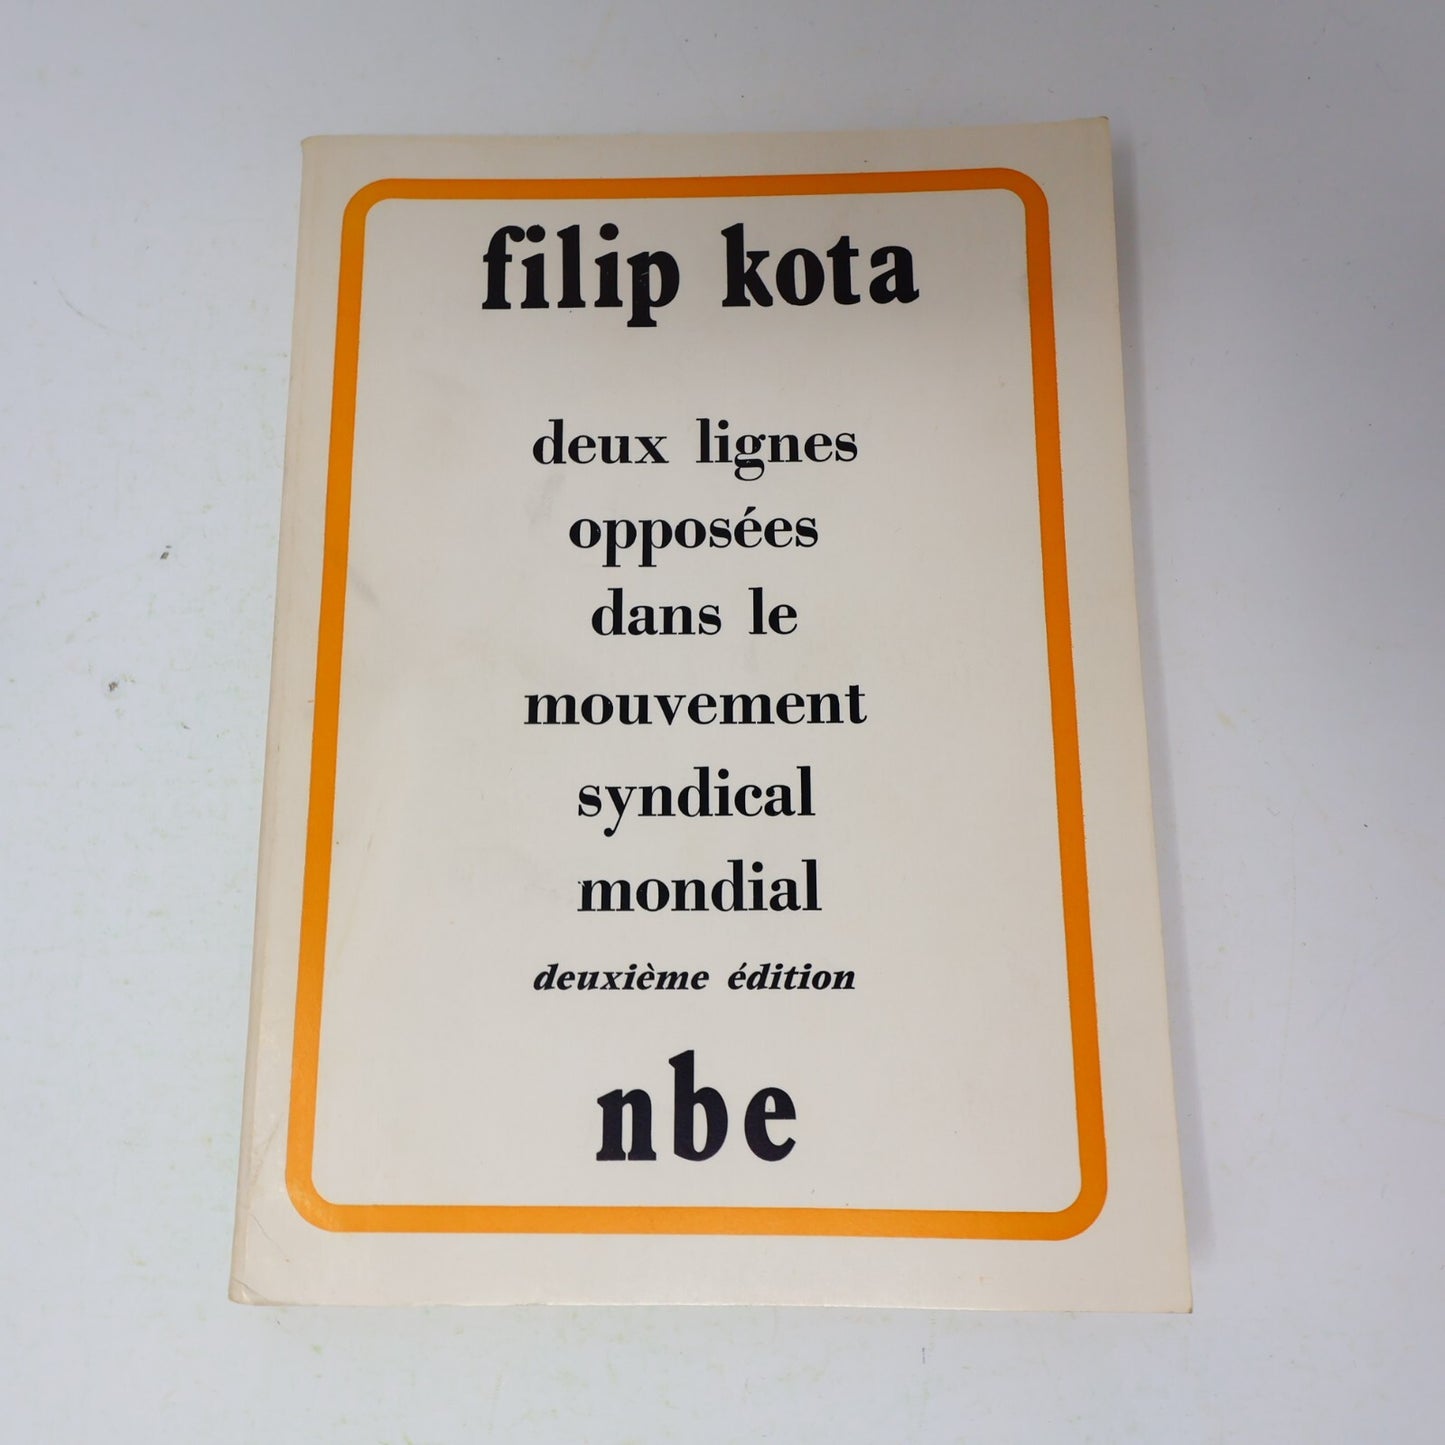 filip kota
deux lignes
opposées
dans le
mouvement
syndical
mondial
deuxième édition
nbe